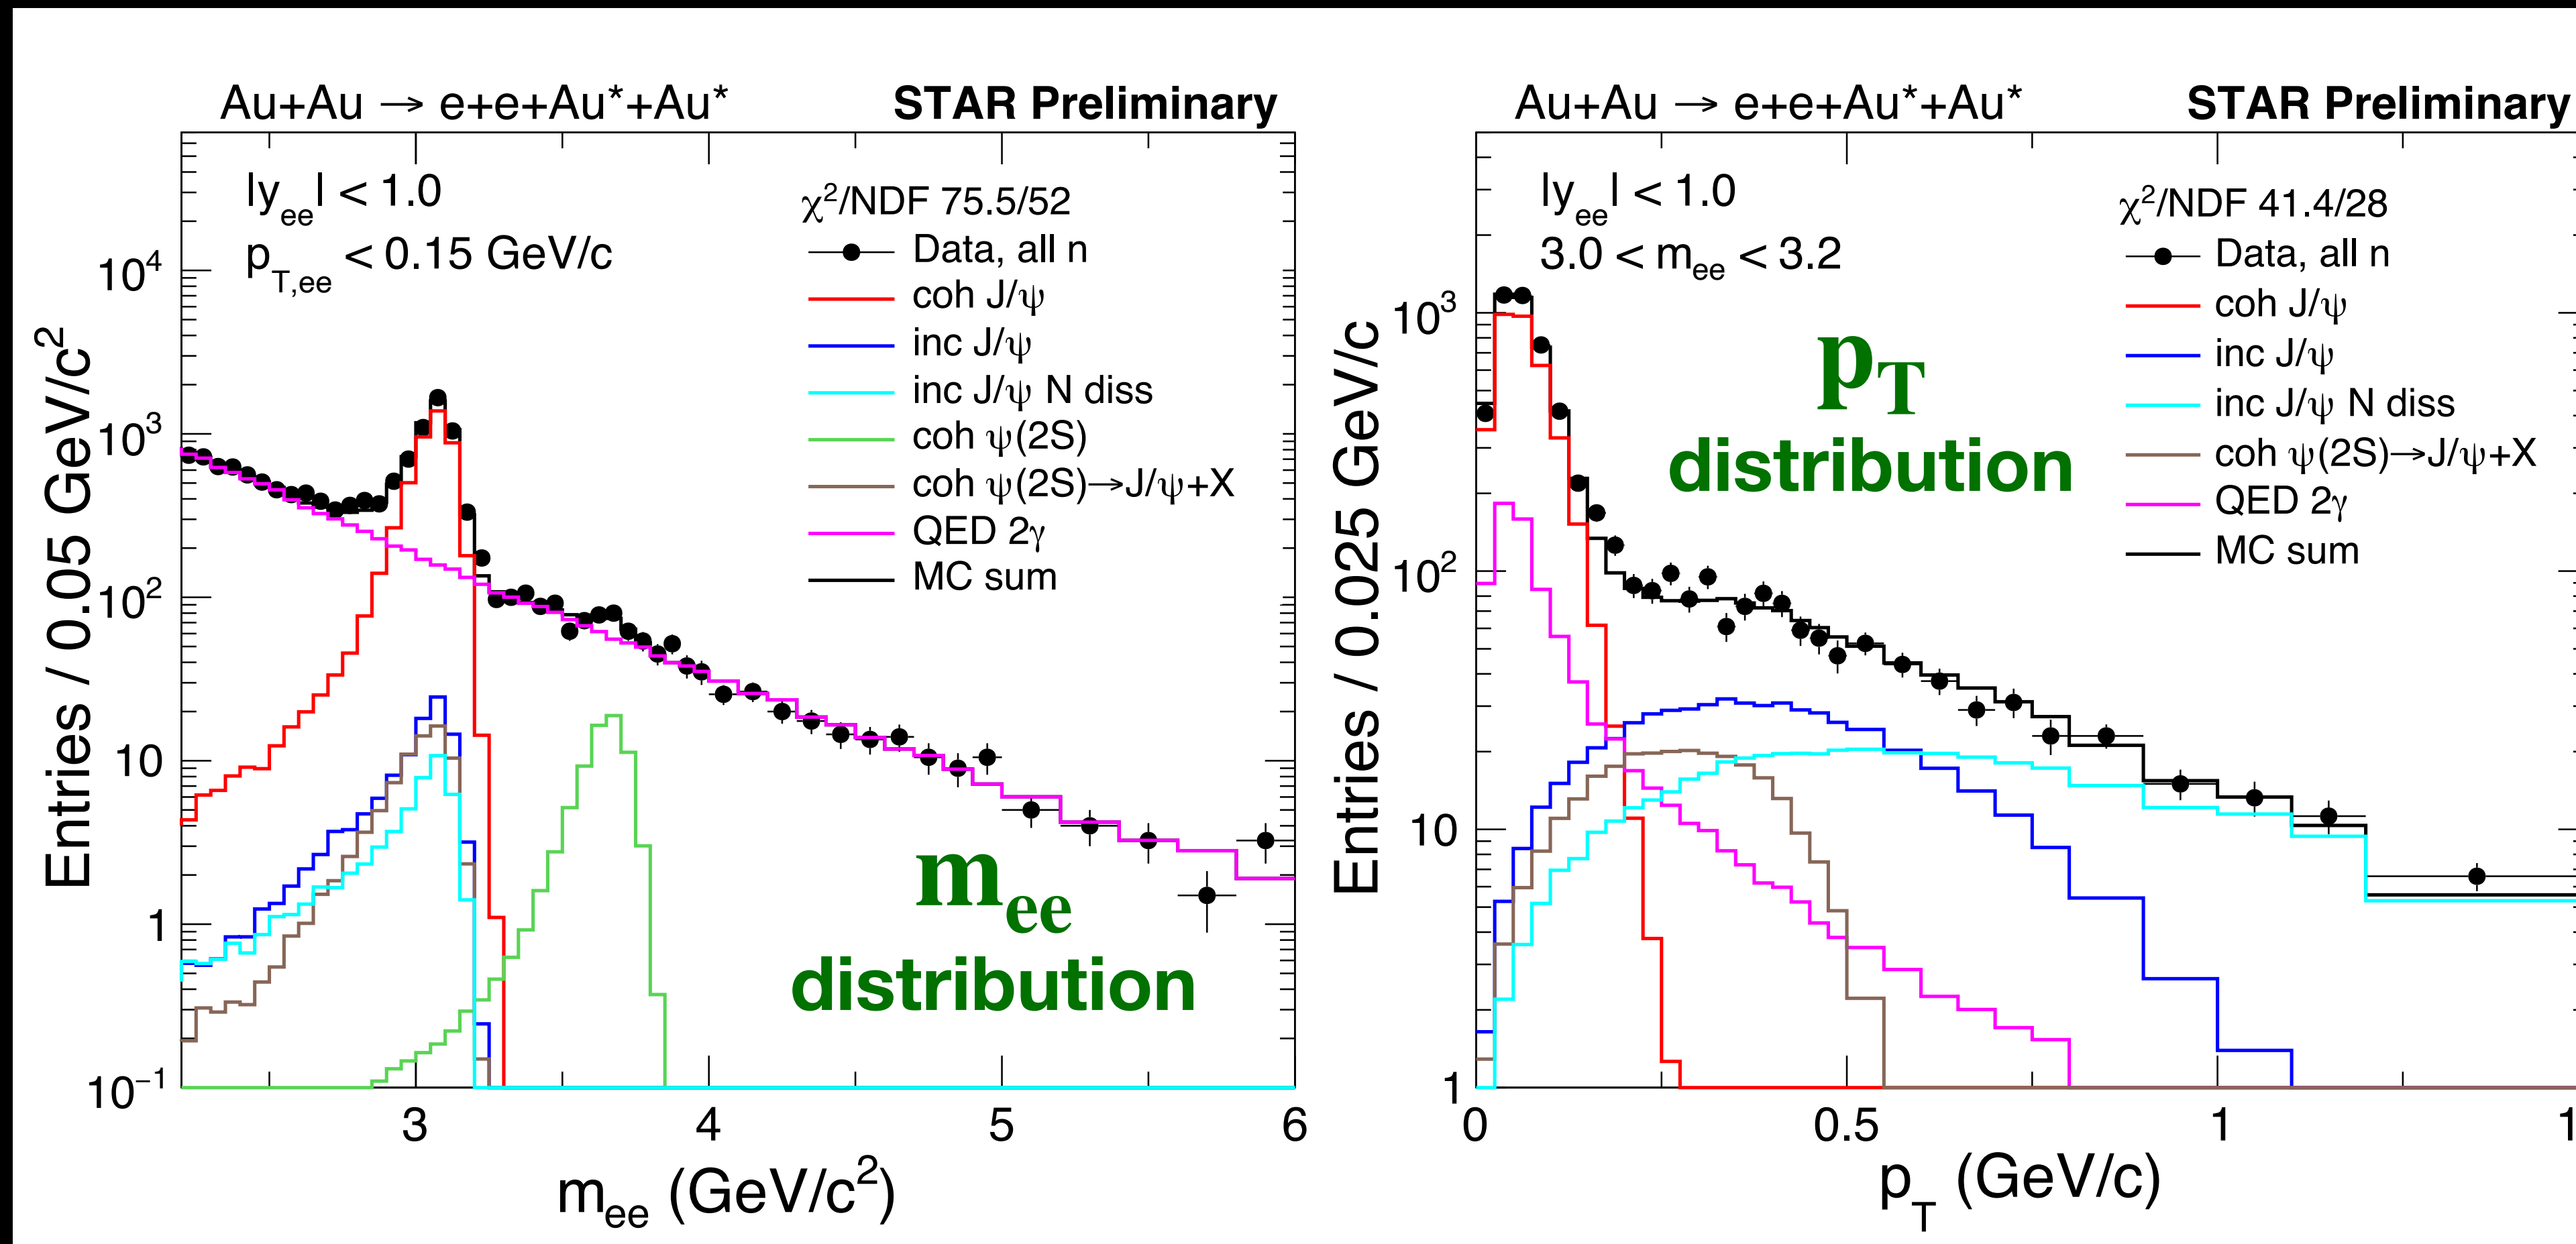 Au+Au → e+e+Au*+Au*
STAR Preliminary
|y_ee| < 1.0
p_T,ee < 0.15 GeV/c
χ²/NDF 75.5/52
Data, all n
coh J/ψ
inc J/ψ
inc J/ψ N diss
coh ψ(2S)
coh ψ(2S)→J/ψ+X
QED 2γ
MC sum
m_ee
distribution
Entries / 0.05 GeV/c²
10⁴
10³
10²
10
1
10⁻¹
3
4
5
6
m_ee (GeV/c²)
Au+Au → e+e+Au*+Au*
STAR Preliminary
|y_ee| < 1.0
3.0 < m_ee < 3.2
χ²/NDF 41.4/28
Data, all n
coh J/ψ
inc J/ψ
inc J/ψ N diss
coh ψ(2S)→J/ψ+X
QED 2γ
MC sum
p_T
distribution
Entries / 0.025 GeV/c
10³
10²
10
1
0
0.5
1
p_T (GeV/c)